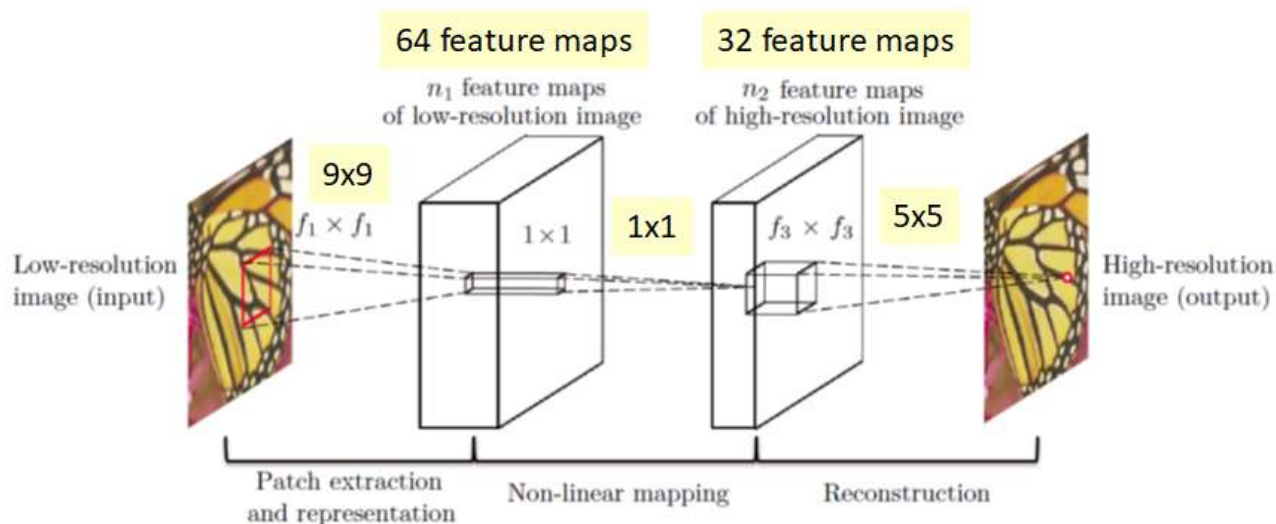 64 feature maps
32 feature maps
n₁ feature maps
of low-resolution image
n₂ feature maps
of high-resolution image
9x9
f₁ × f₁
1×1
1x1
f₃ × f₃
5x5
Low-resolution
image (input)
High-resolution
image (output)
Patch extraction
and representation
Non-linear mapping
Reconstruction